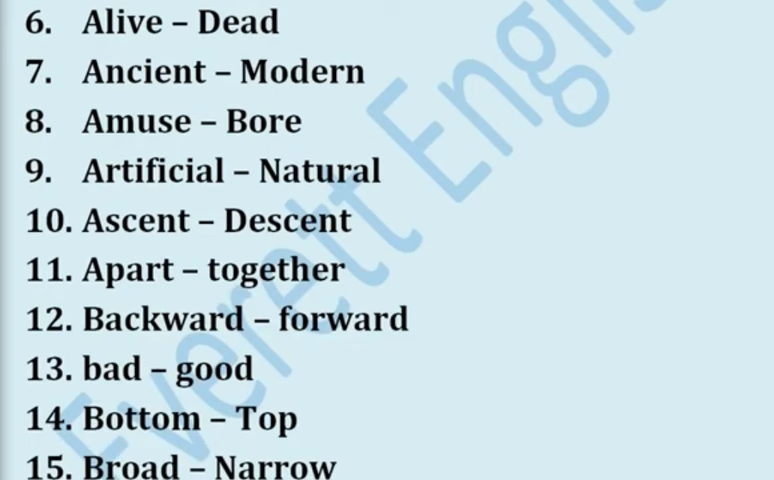 6. Alive – Dead
7. Ancient – Modern
8. Amuse – Bore
9. Artificial – Natural
10. Ascent – Descent
11. Apart – together
12. Backward – forward
13. bad – good
14. Bottom – Top
15. Broad – Narrow
Everett Englis